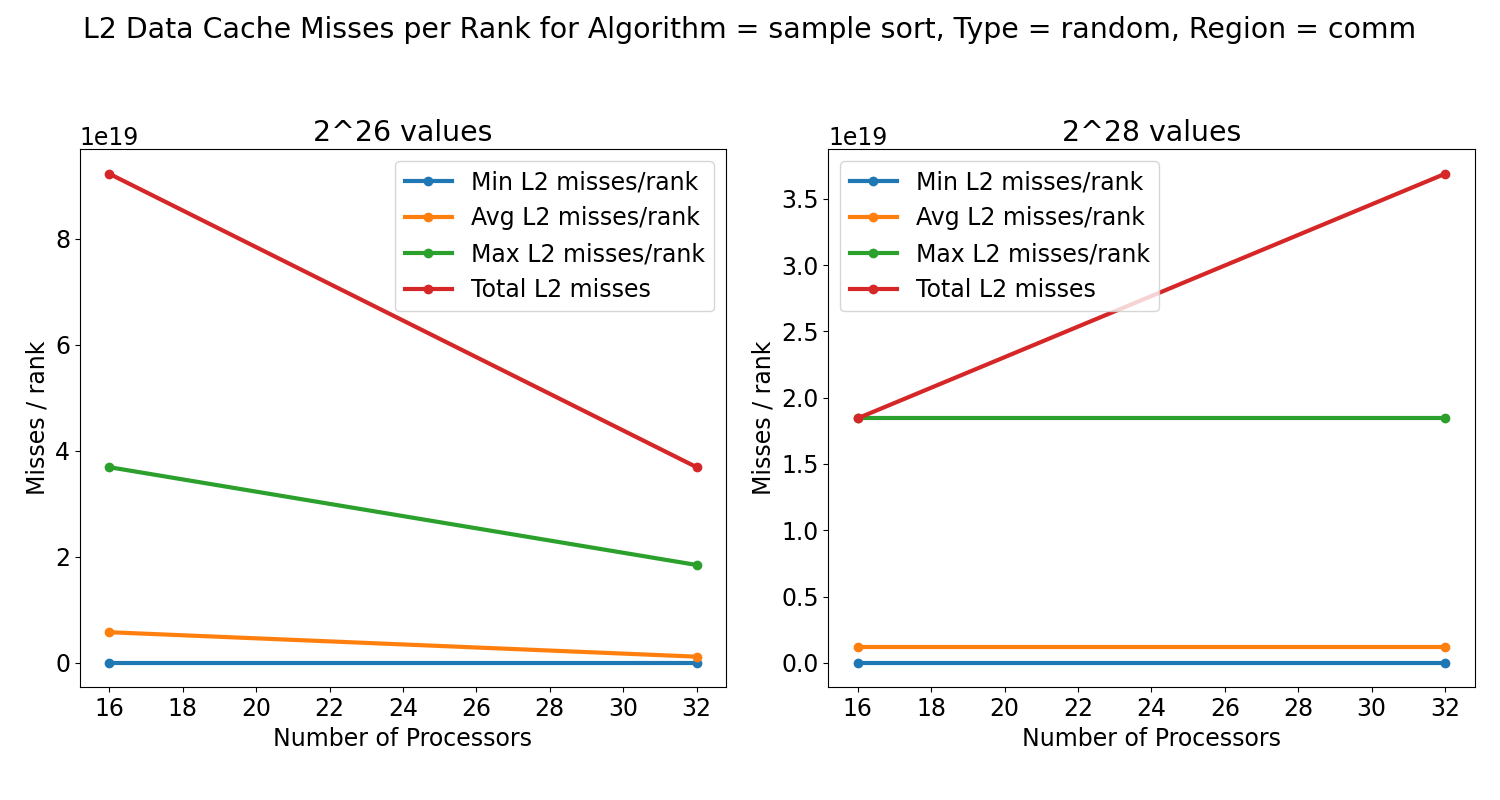 L2 Data Cache Misses per Rank for Algorithm = sample sort, Type = random, Region = comm
2^26 values
1e19
Min L2 misses/rank
Avg L2 misses/rank
Max L2 misses/rank
Total L2 misses
8
6
4
2
0
Misses / rank
16 18 20 22 24 26 28 30 32
Number of Processors
2^28 values
1e19
Min L2 misses/rank
Avg L2 misses/rank
Max L2 misses/rank
Total L2 misses
3.5
3.0
2.5
2.0
1.5
1.0
0.5
0.0
Misses / rank
16 18 20 22 24 26 28 30 32
Number of Processors